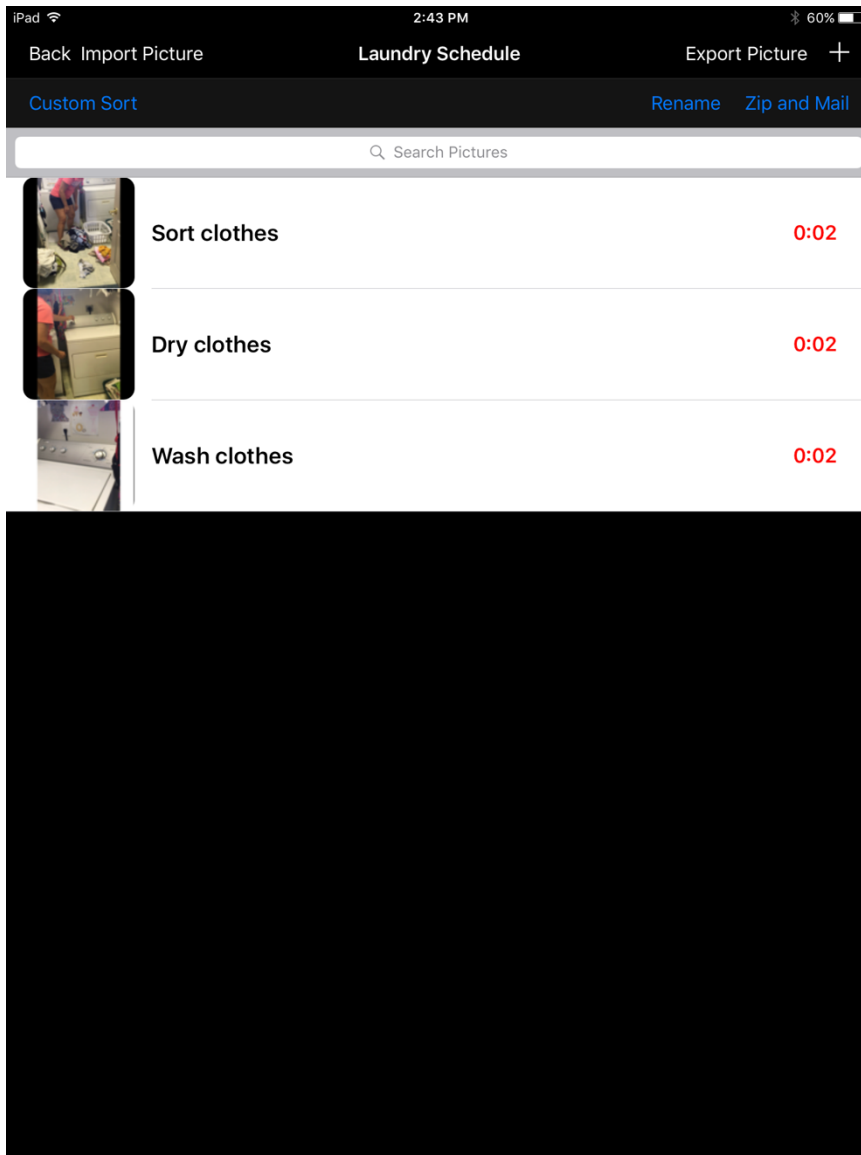 iPad 2:43 PM 60%
Back Import Picture Laundry Schedule Export Picture +
Custom Sort Rename Zip and Mail
Search Pictures
Sort clothes 0:02
Dry clothes 0:02
Wash clothes 0:02